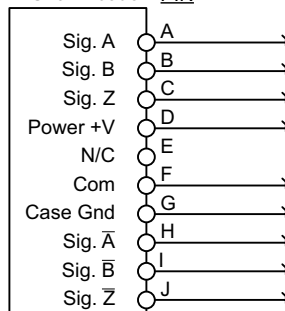 Sig. A A
Sig. B B
Sig. Z C
Power +V D
N/C E
Com F
Case Gnd G
Sig. A̅ H
Sig. B̅ I
Sig. Z̅ J